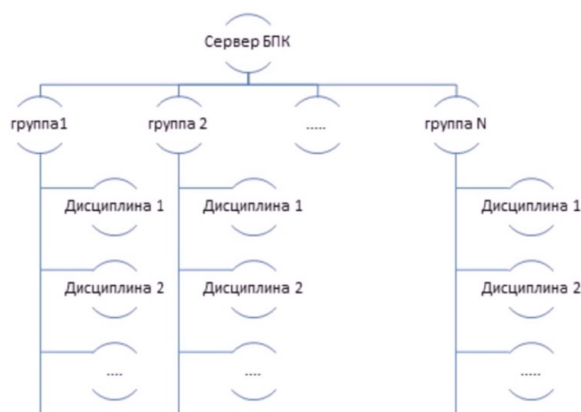 Сервер БПК
группа1 группа 2 ..... группа N
Дисциплина 1 Дисциплина 1 Дисциплина 1
Дисциплина 2 Дисциплина 2 Дисциплина 2
.... .... .....